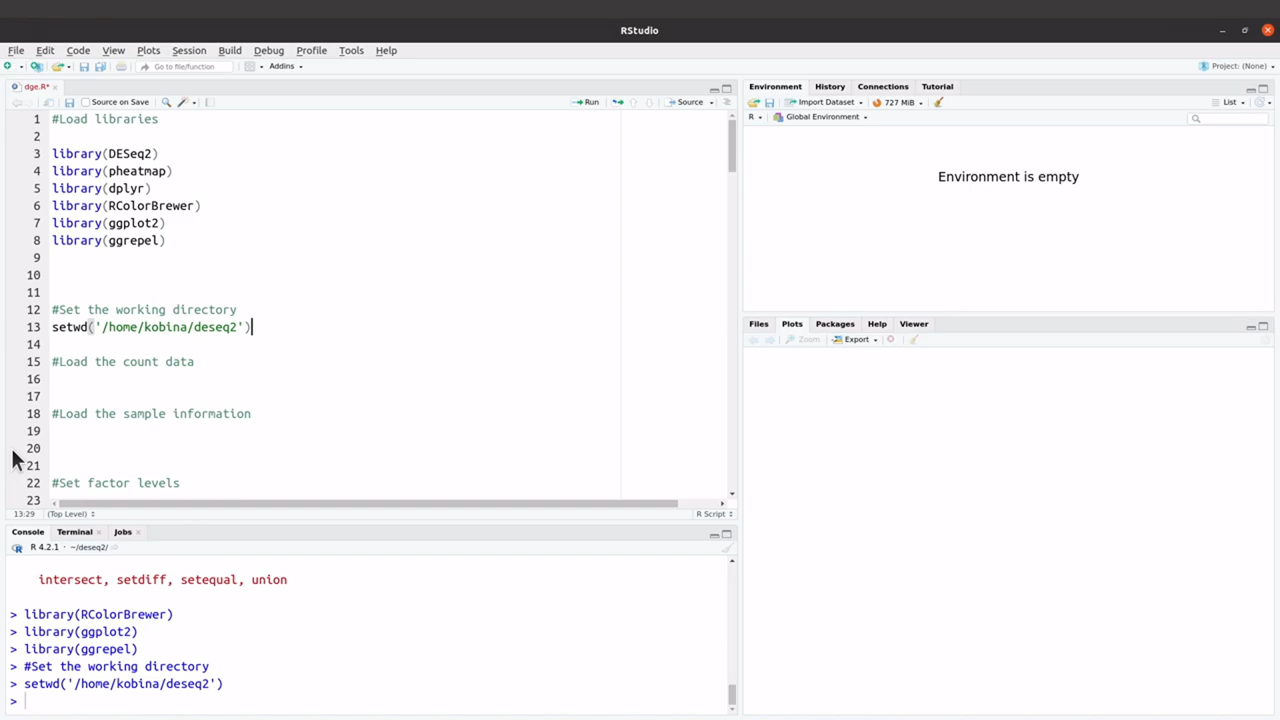 RStudio
File Edit Code View Plots Session Build Debug Profile Tools Help
Go to file/function Addins Project: (None)
dge.R*
Source on Save Run Source
1 #Load libraries
2
3 library(DESeq2)
4 library(pheatmap)
5 library(dplyr)
6 library(RColorBrewer)
7 library(ggplot2)
8 library(ggrepel)
9
10
11
12 #Set the working directory
13 setwd('/home/kobina/deseq2')
14
15 #Load the count data
16
17
18 #Load the sample information
19
20
21
22 #Set factor levels
23
13:29 (Top Level) R Script
Console Terminal Jobs
R 4.2.1 · ~/deseq2/
intersect, setdiff, setequal, union
> library(RColorBrewer)
> library(ggplot2)
> library(ggrepel)
> #Set the working directory
> setwd('/home/kobina/deseq2')
>
Environment History Connections Tutorial
Import Dataset 727 MiB List
R Global Environment
Environment is empty
Files Plots Packages Help Viewer
Zoom Export